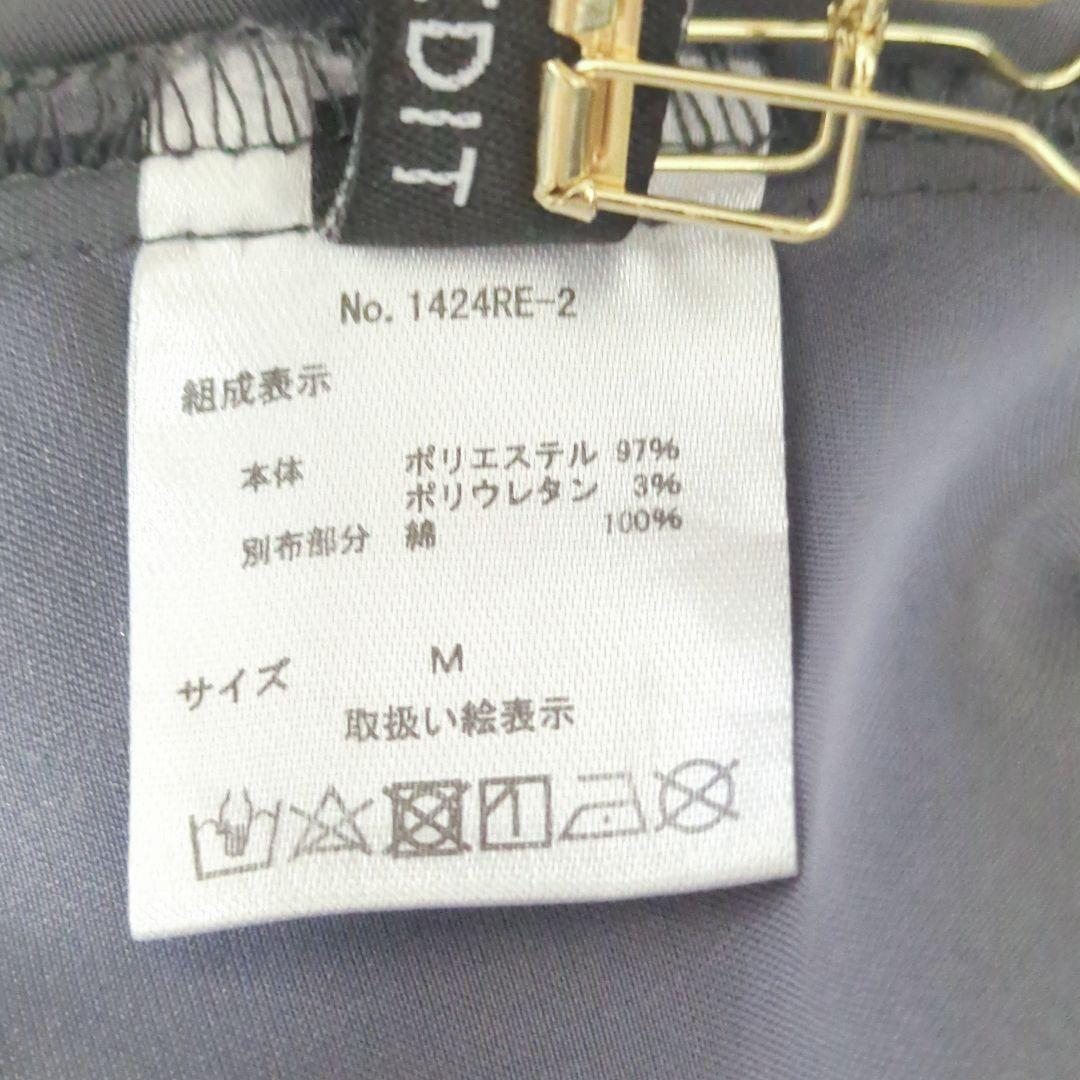 DIT
No. 1424RE-2
組成表示
本体 ポリエステル 97%
ポリウレタン 3%
別布部分 綿 100%
サイズ M
取扱い絵表示